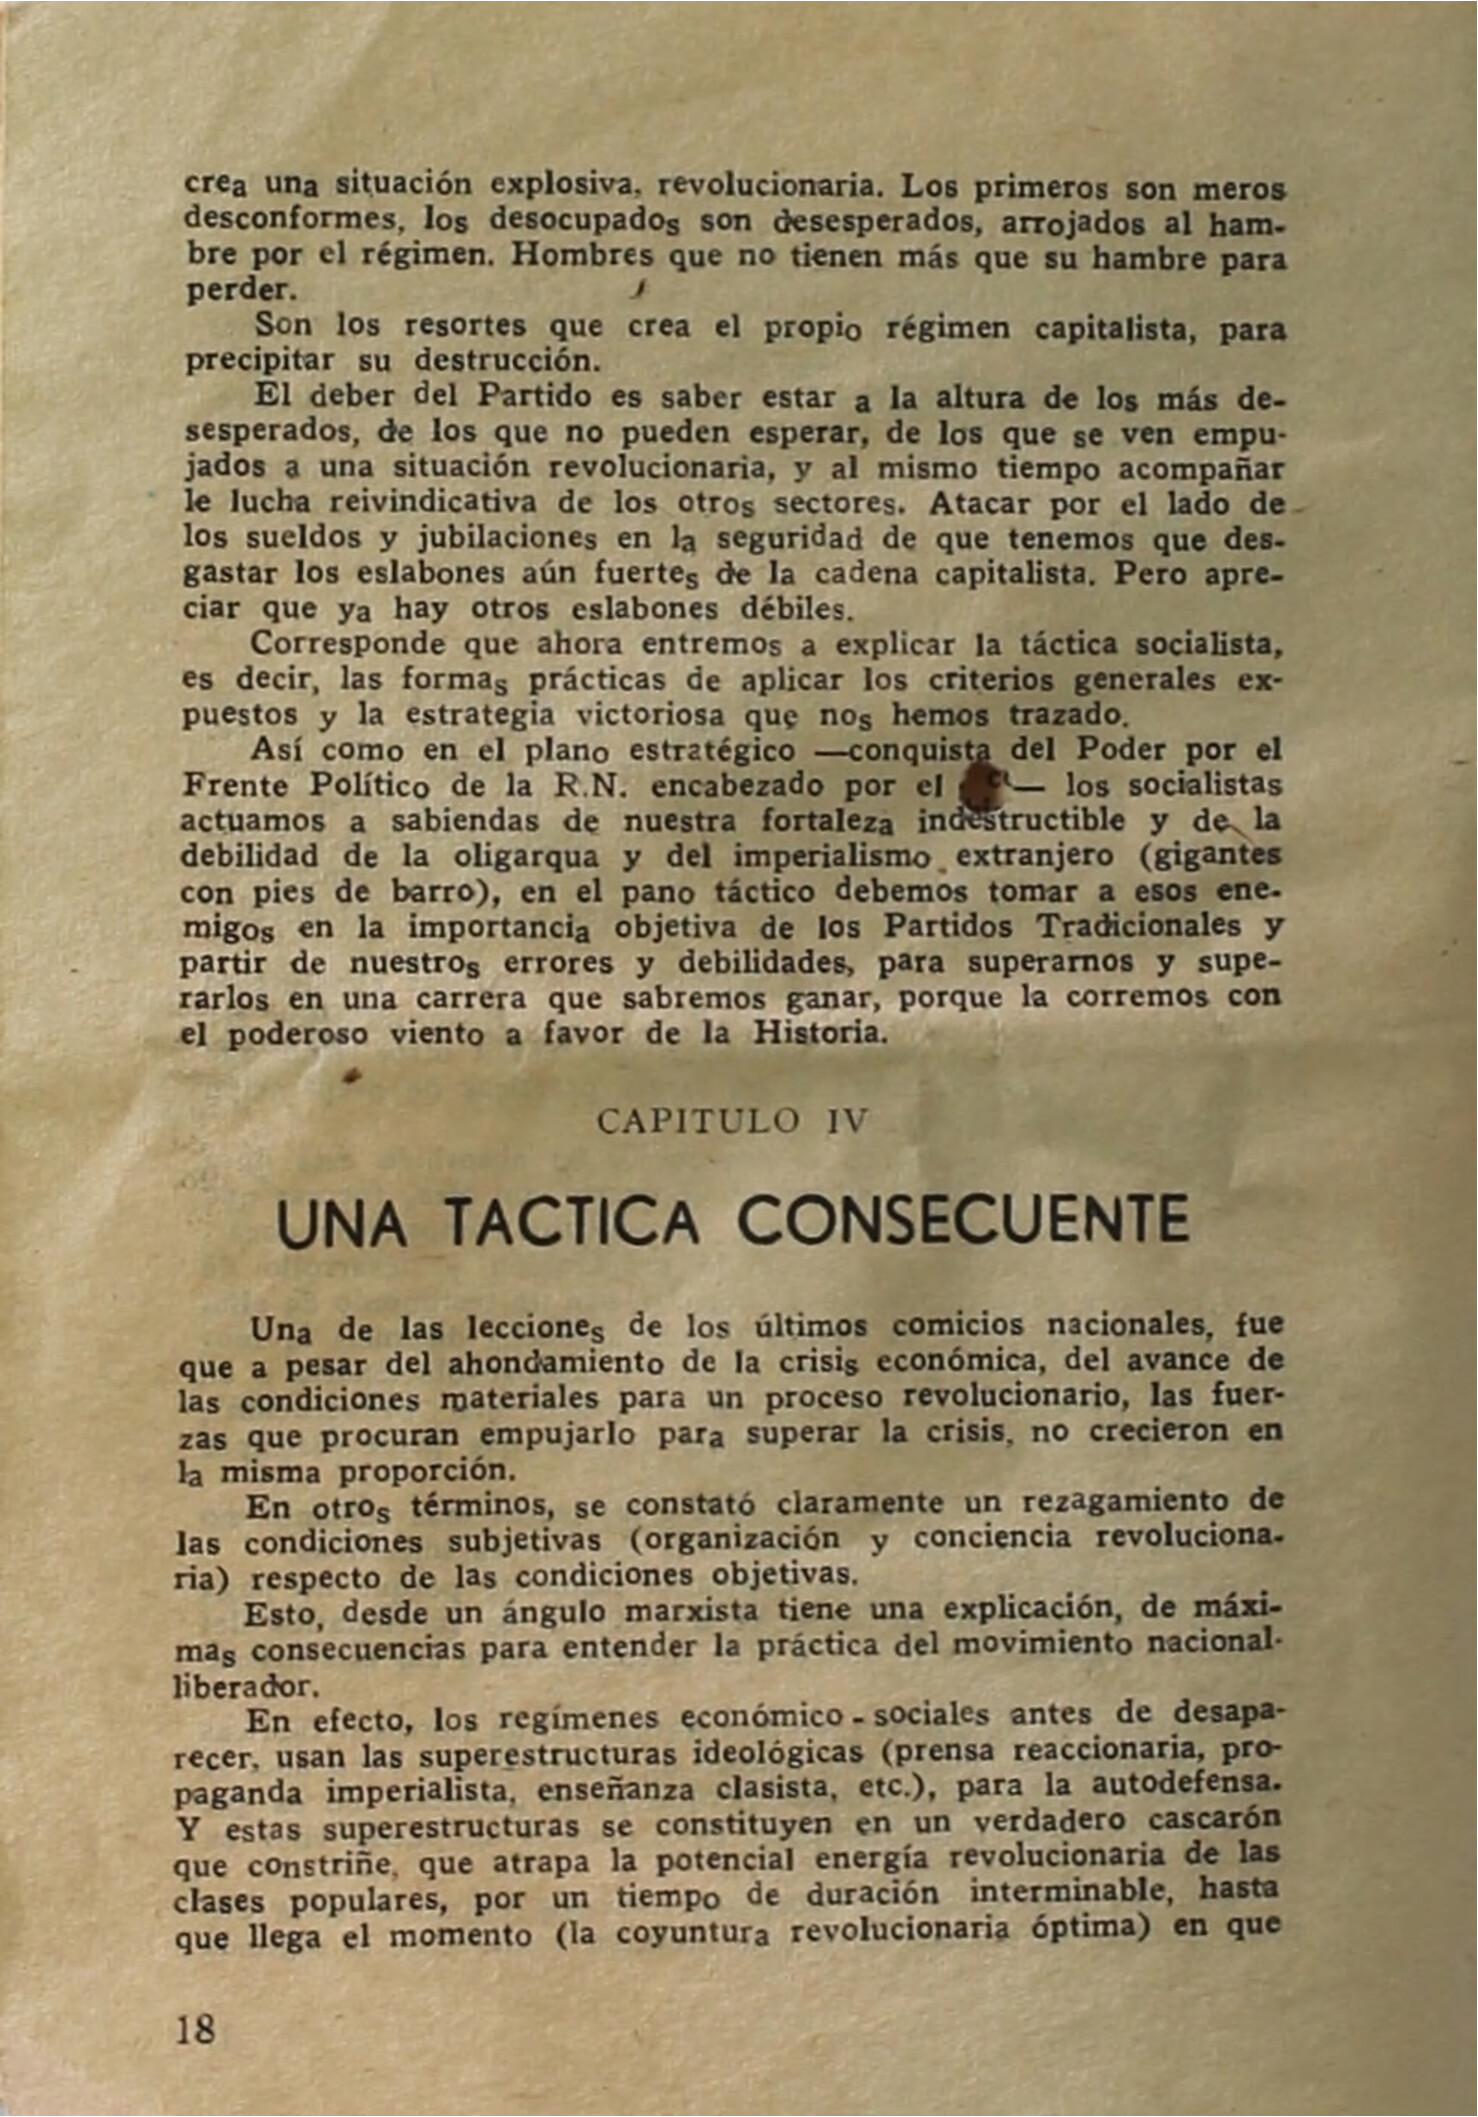 crea una situación explosiva, revolucionaria. Los primeros son meros
desconformes, los desocupados son desesperados, arrojados al ham-
bre por el régimen. Hombres que no tienen más que su hambre para
perder.
Son los resortes que crea el propio régimen capitalista, para
precipitar su destrucción.
El deber del Partido es saber estar a la altura de los más de-
sesperados, de los que no pueden esperar, de los que se ven empu-
jados a una situación revolucionaria, y al mismo tiempo acompañar
le lucha reivindicativa de los otros sectores. Atacar por el lado de
los sueldos y jubilaciones en la seguridad de que tenemos que des-
gastar los eslabones aún fuertes de la cadena capitalista. Pero apre-
ciar que ya hay otros eslabones débiles.
Corresponde que ahora entremos a explicar la táctica socialista,
es decir, las formas prácticas de aplicar los criterios generales ex-
puestos y la estrategia victoriosa que nos hemos trazado.
Así como en el plano estratégico —conquista del Poder por el
Frente Político de la R.N. encabezado por el — los socialistas
actuamos a sabiendas de nuestra fortaleza indestructible y de la
debilidad de la oligarqua y del imperialismo extranjero (gigantes
con pies de barro), en el pano táctico debemos tomar a esos ene-
migos en la importancia objetiva de los Partidos Tradicionales y
partir de nuestros errores y debilidades, para superarnos y supe-
rarlos en una carrera que sabremos ganar, porque la corremos con
el poderoso viento a favor de la Historia.
CAPITULO IV
UNA TACTICA CONSECUENTE
Una de las lecciones de los últimos comicios nacionales, fue
que a pesar del ahondamiento de la crisis económica, del avance de
las condiciones materiales para un proceso revolucionario, las fuer-
zas que procuran empujarlo para superar la crisis, no crecieron en
la misma proporción.
En otros términos, se constató claramente un rezagamiento de
las condiciones subjetivas (organización y conciencia revoluciona-
ria) respecto de las condiciones objetivas.
Esto, desde un ángulo marxista tiene una explicación, de máxi-
mas consecuencias para entender la práctica del movimiento nacional-
liberador.
En efecto, los regímenes económico - sociales antes de desapa-
recer, usan las superestructuras ideológicas (prensa reaccionaria, pro-
paganda imperialista, enseñanza clasista, etc.), para la autodefensa.
Y estas superestructuras se constituyen en un verdadero cascarón
que constriñe, que atrapa la potencial energía revolucionaria de las
clases populares, por un tiempo de duración interminable, hasta
que llega el momento (la coyuntura revolucionaria óptima) en que
18